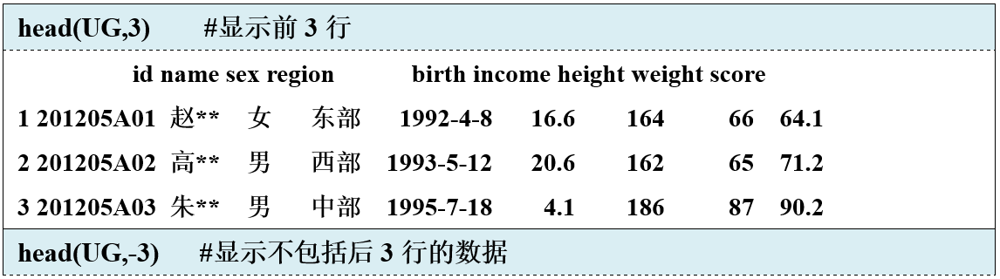 head(UG,3) #显示前 3 行
id name sex region birth income height weight score
1 201205A01 赵** 女 东部 1992-4-8 16.6 164 66 64.1
2 201205A02 高** 男 西部 1993-5-12 20.6 162 65 71.2
3 201205A03 朱** 男 中部 1995-7-18 4.1 186 87 90.2
head(UG,-3) #显示不包括后 3 行的数据